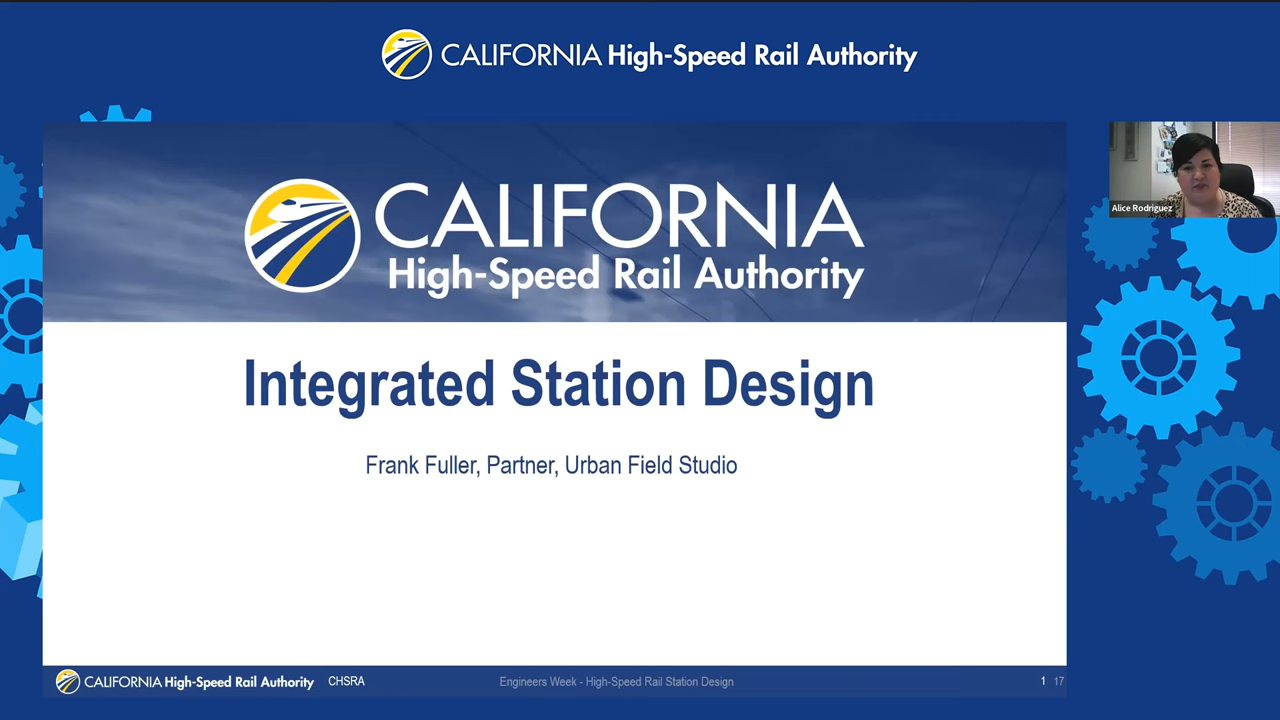 CALIFORNIA High-Speed Rail Authority
CALIFORNIA
High-Speed Rail Authority
Alice Rodriguez
Integrated Station Design
Frank Fuller, Partner, Urban Field Studio
CALIFORNIA High-Speed Rail Authority CHSRA Engineers Week - High-Speed Rail Station Design 1 17